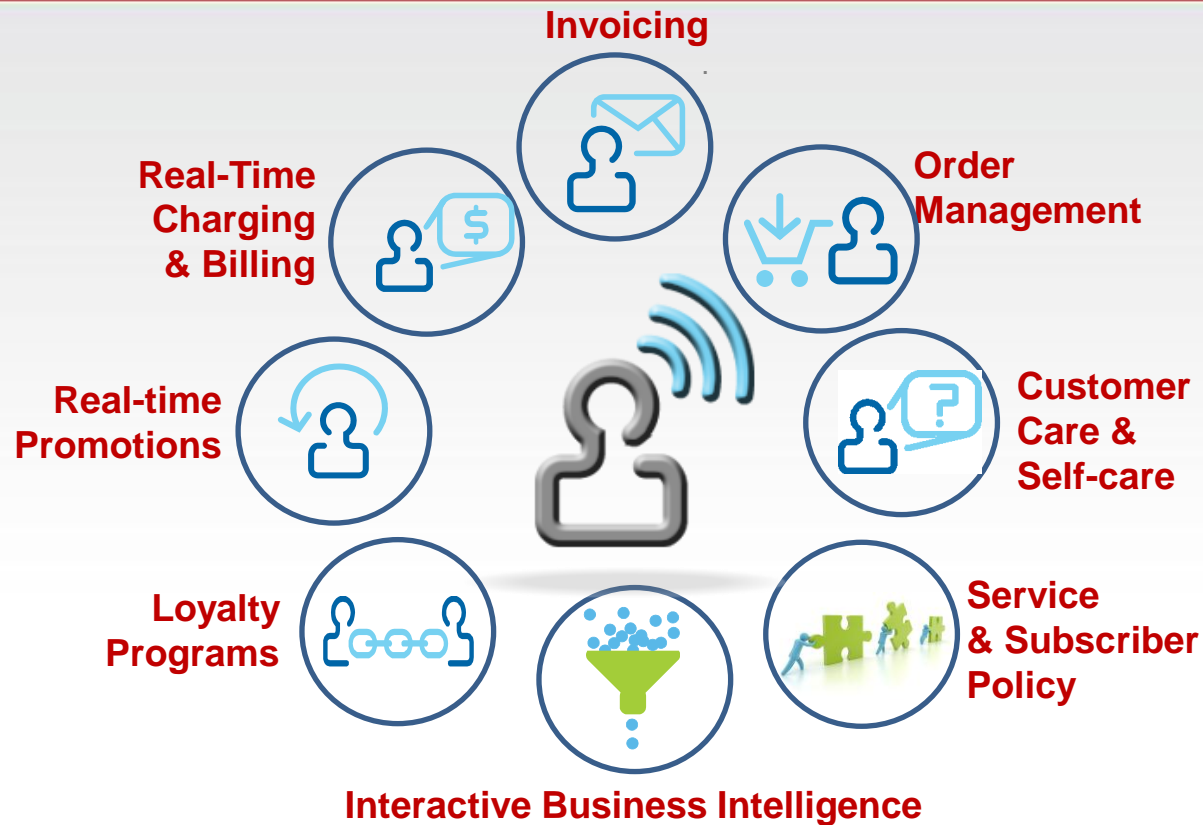 Invoicing
.
Real-Time
Charging
& Billing
$
Order
Management
Real-time
Promotions
Customer
Care &
Self-care
?
Loyalty
Programs
Service
& Subscriber
Policy
Interactive Business Intelligence